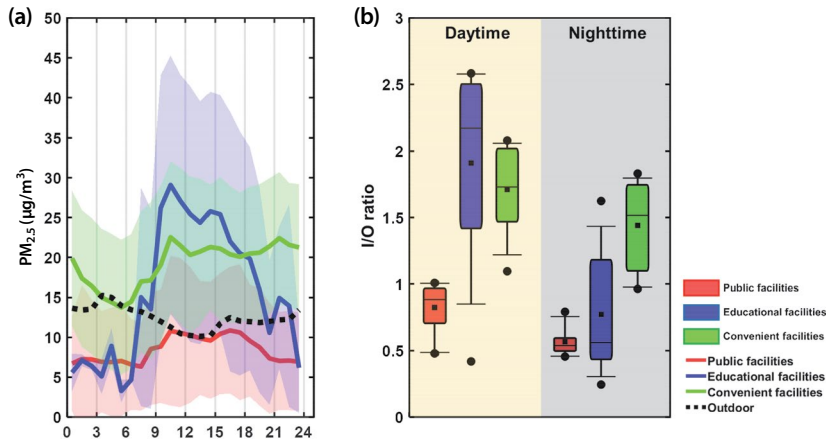 (a)
50
45
40
35
30
25
20
15
10
5
0
PM2.5 (µg/m3)
0 3 6 9 12 15 18 21 24
(b)
3
2.5
2
1.5
1
0.5
0
I/O ratio
Daytime Nighttime
Public facilities
Educational facilities
Convenient facilities
Public facilities
Educational facilities
Convenient facilities
Outdoor